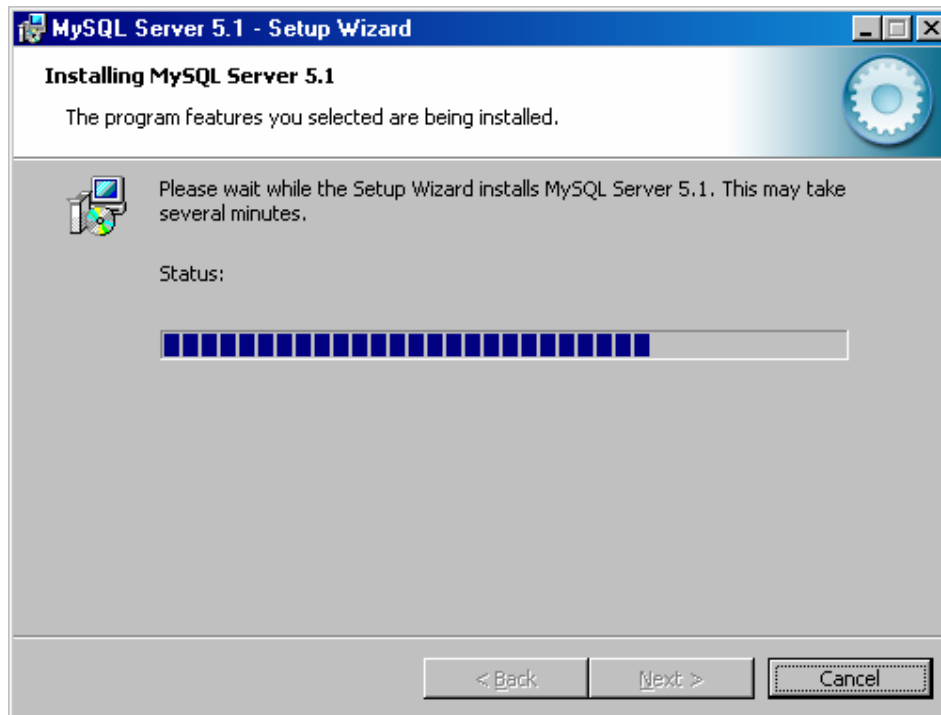 MySQL Server 5.1 - Setup Wizard
Installing MySQL Server 5.1
The program features you selected are being installed.
Please wait while the Setup Wizard installs MySQL Server 5.1. This may take
several minutes.
Status:
< Back
Next >
Cancel